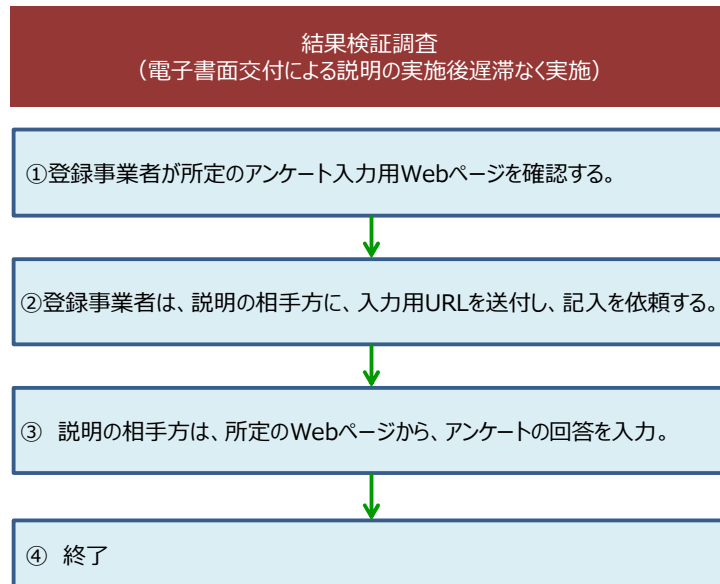 結果検証調査
（電子書面交付による説明の実施後遅滞なく実施）
①登録事業者が所定のアンケート入力用Webページを確認する。
②登録事業者は、説明の相手方に、入力用URLを送付し、記入を依頼する。
③　説明の相手方は、所定のWebページから、アンケートの回答を入力。
④　終了